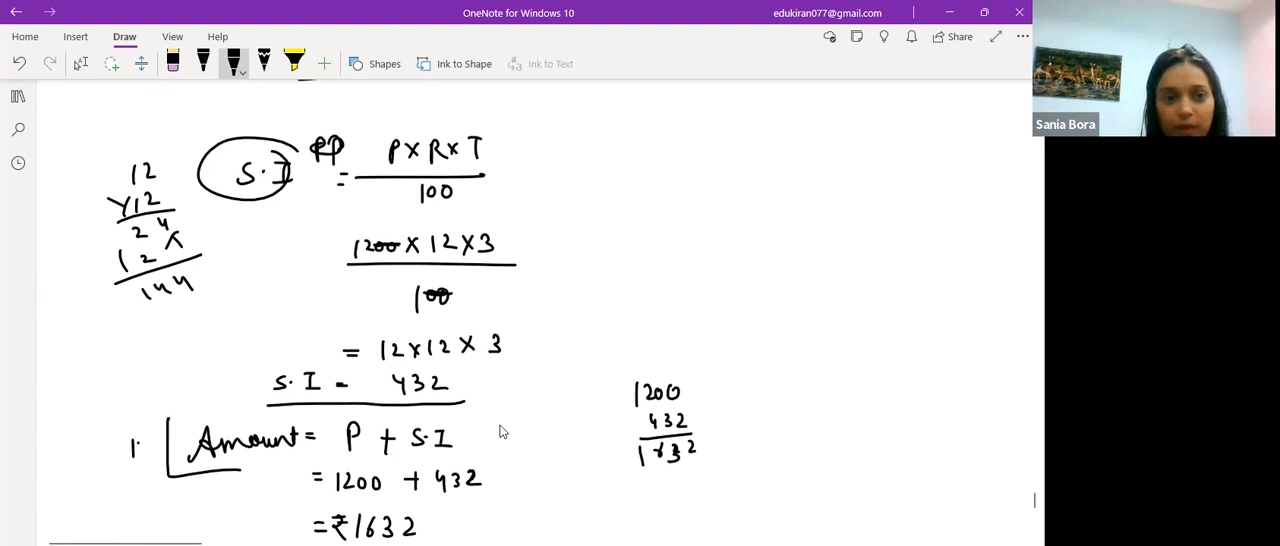 OneNote for Windows 10
edukiran077@gmail.com
Home Insert Draw View Help
Share
Shapes
Ink to Shape
Ink to Text
Sania Bora
S.I = P×R×T
100
12
×12
24
12×
144
1200 × 12 × 3
100
= 12×12 × 3
S.I = 432
1200
432
1632
1. Amount = P + S.I
= 1200 + 432
= ₹1632